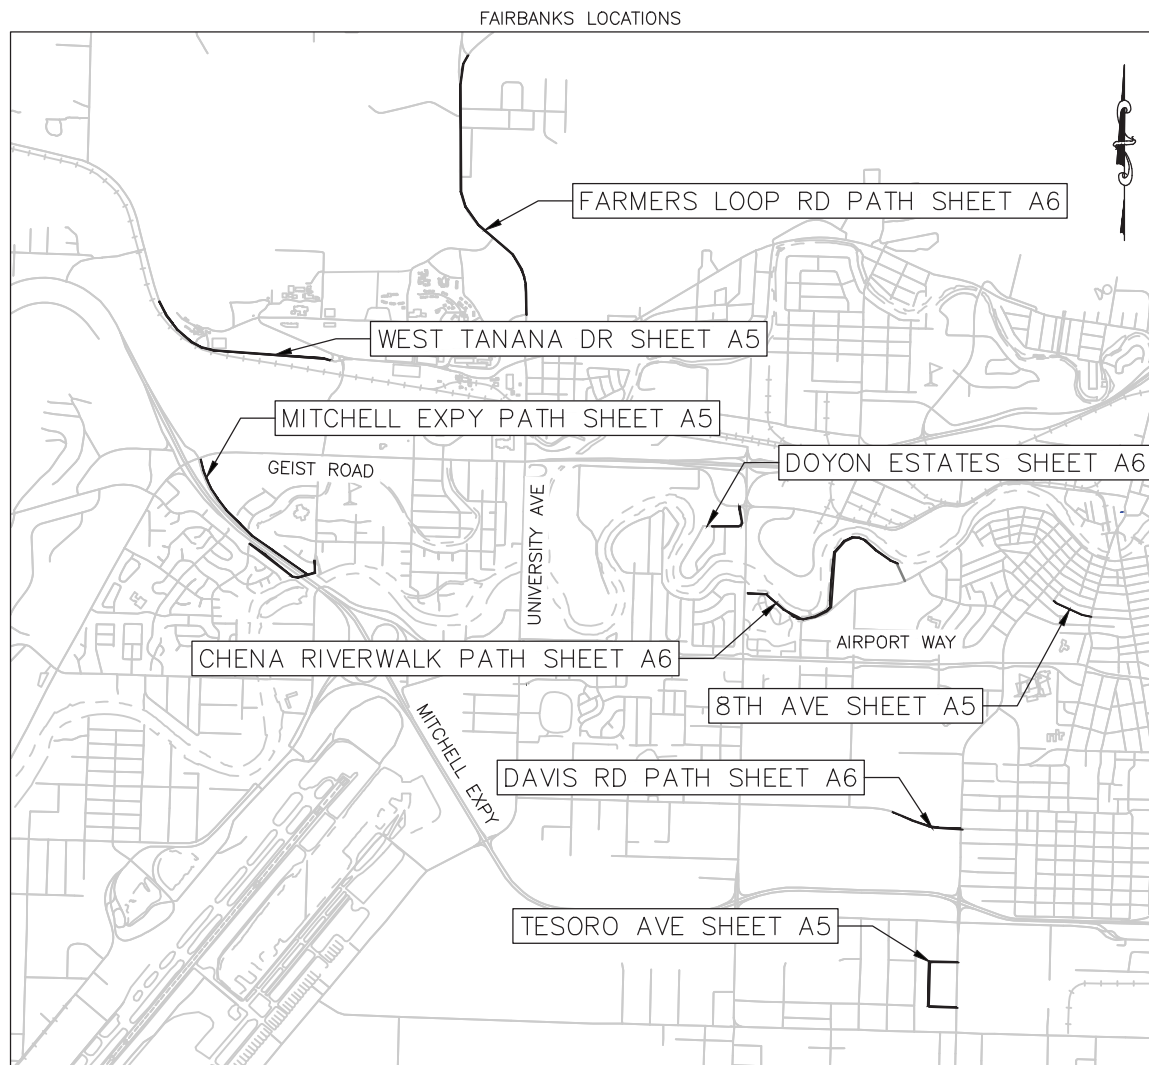 FAIRBANKS LOCATIONS
FARMERS LOOP RD PATH SHEET A6
WEST TANANA DR SHEET A5
MITCHELL EXPY PATH SHEET A5
GEIST ROAD
DOYON ESTATES SHEET A6
UNIVERSITY AVE
AIRPORT WAY
CHENA RIVERWALK PATH SHEET A6
8TH AVE SHEET A5
MITCHELL EXPY
DAVIS RD PATH SHEET A6
TESORO AVE SHEET A5